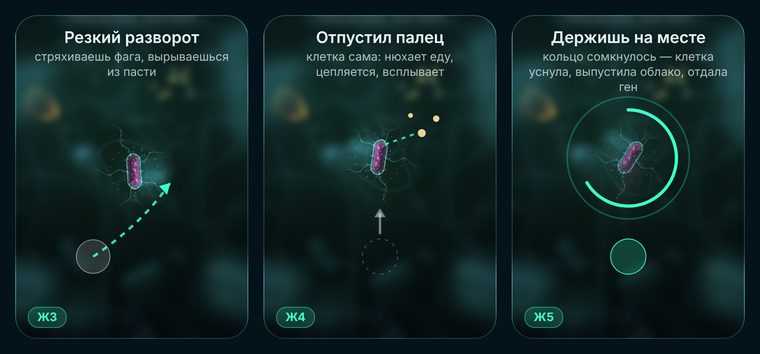 Резкий разворот
стряхиваешь фага, вырываешься
из пасти
Ж3
Отпустил палец
клетка сама: нюхает еду,
цепляется, всплывает
Ж4
Держишь на месте
кольцо сомкнулось — клетка
уснула, выпустила облако, отдала
ген
Ж5